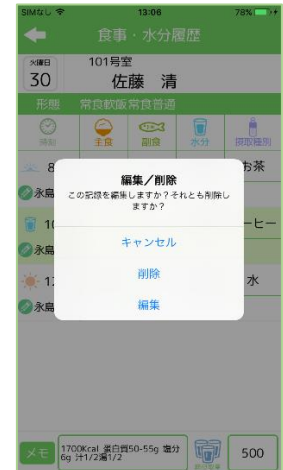 SIMなし 13:06 78%
食事・水分履歴
火曜日 101号室
30 佐藤 清
形態 常食軟飯常食普通
時刻 主食 副食 水分 摂取種別
8 お茶
永島
10 ーヒー
永島
1 水
永島
編集／削除
この記録を編集しますか？それとも削除し
ますか？
キャンセル
削除
編集
メモ 1700Kcal 蛋白質50-55g 塩分
6g 汁1/2週1/2 500